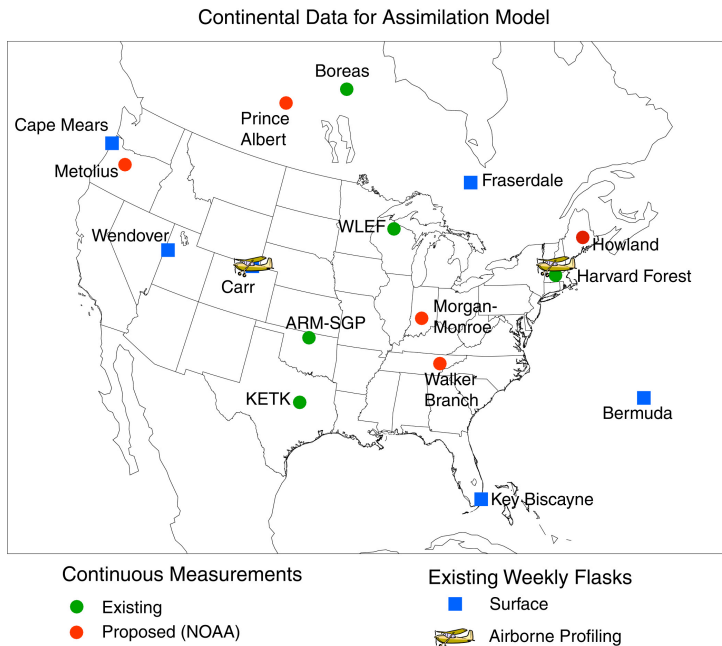 Continental Data for Assimilation Model
Boreas
Prince
Albert
Cape Mears
Metolius
Fraserdale
WLEF
Wendover
Howland
Carr
Harvard Forest
Morgan-
Monroe
ARM-SGP
Walker
Branch
KETK
Bermuda
Key Biscayne
Continuous Measurements
Existing
Proposed (NOAA)
Existing Weekly Flasks
Surface
Airborne Profiling